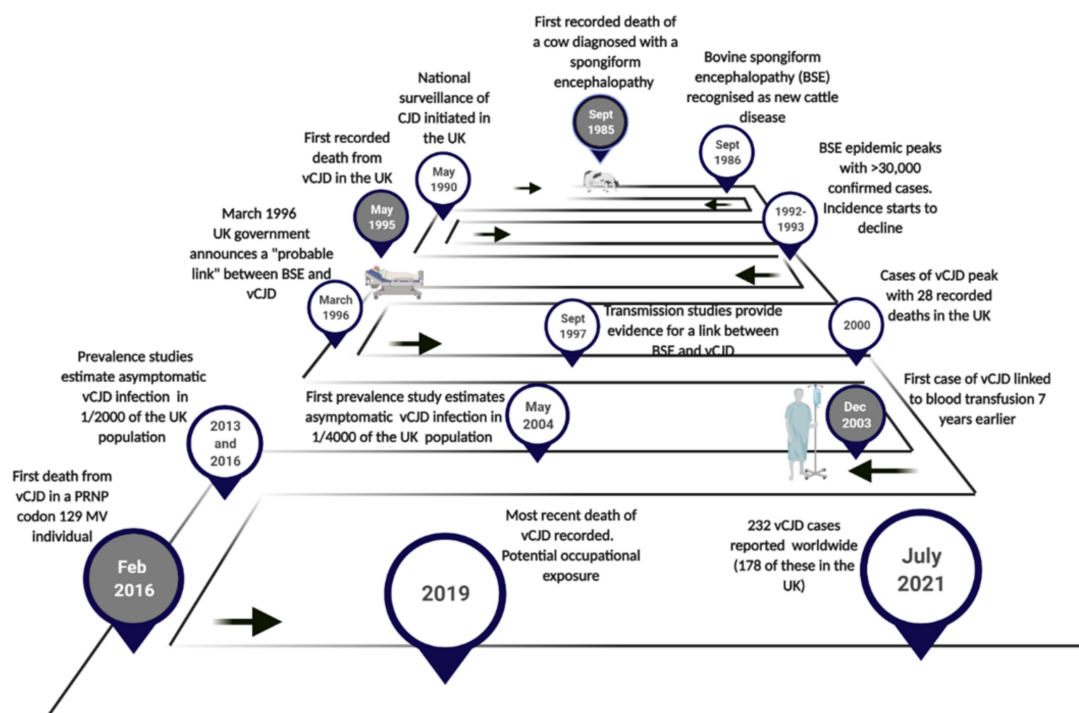 First recorded death of
a cow diagnosed with a
spongiform
encephalopathy
Sept
1985
Bovine spongiform
encephalopathy (BSE)
recognised as new cattle
disease
Sept
1986
National
surveillance of
CJD initiated in
the UK
May
1990
BSE epidemic peaks
with >30,000
confirmed cases.
Incidence starts to
decline
1992-
1993
First recorded
death from
vCJD in the UK
May
1995
March 1996
UK government
announces a "probable
link" between BSE and
vCJD
March
1996
Sept
1997
Transmission studies provide
evidence for a link between
BSE and vCJD
Cases of vCJD peak
with 28 recorded
deaths in the UK
2000
First case of vCJD linked
to blood transfusion 7
years earlier
Dec
2003
First prevalence study estimates
asymptomatic vCJD infection in
1/4000 of the UK population
May
2004
Prevalence studies
estimate asymptomatic
vCJD infection in
1/2000 of the UK
population
2013
and
2016
First death from
vCJD in a PRNP
codon 129 MV
individual
Feb
2016
Most recent death of
vCJD recorded.
Potential occupational
exposure
2019
232 vCJD cases
reported worldwide
(178 of these in the
UK)
July
2021